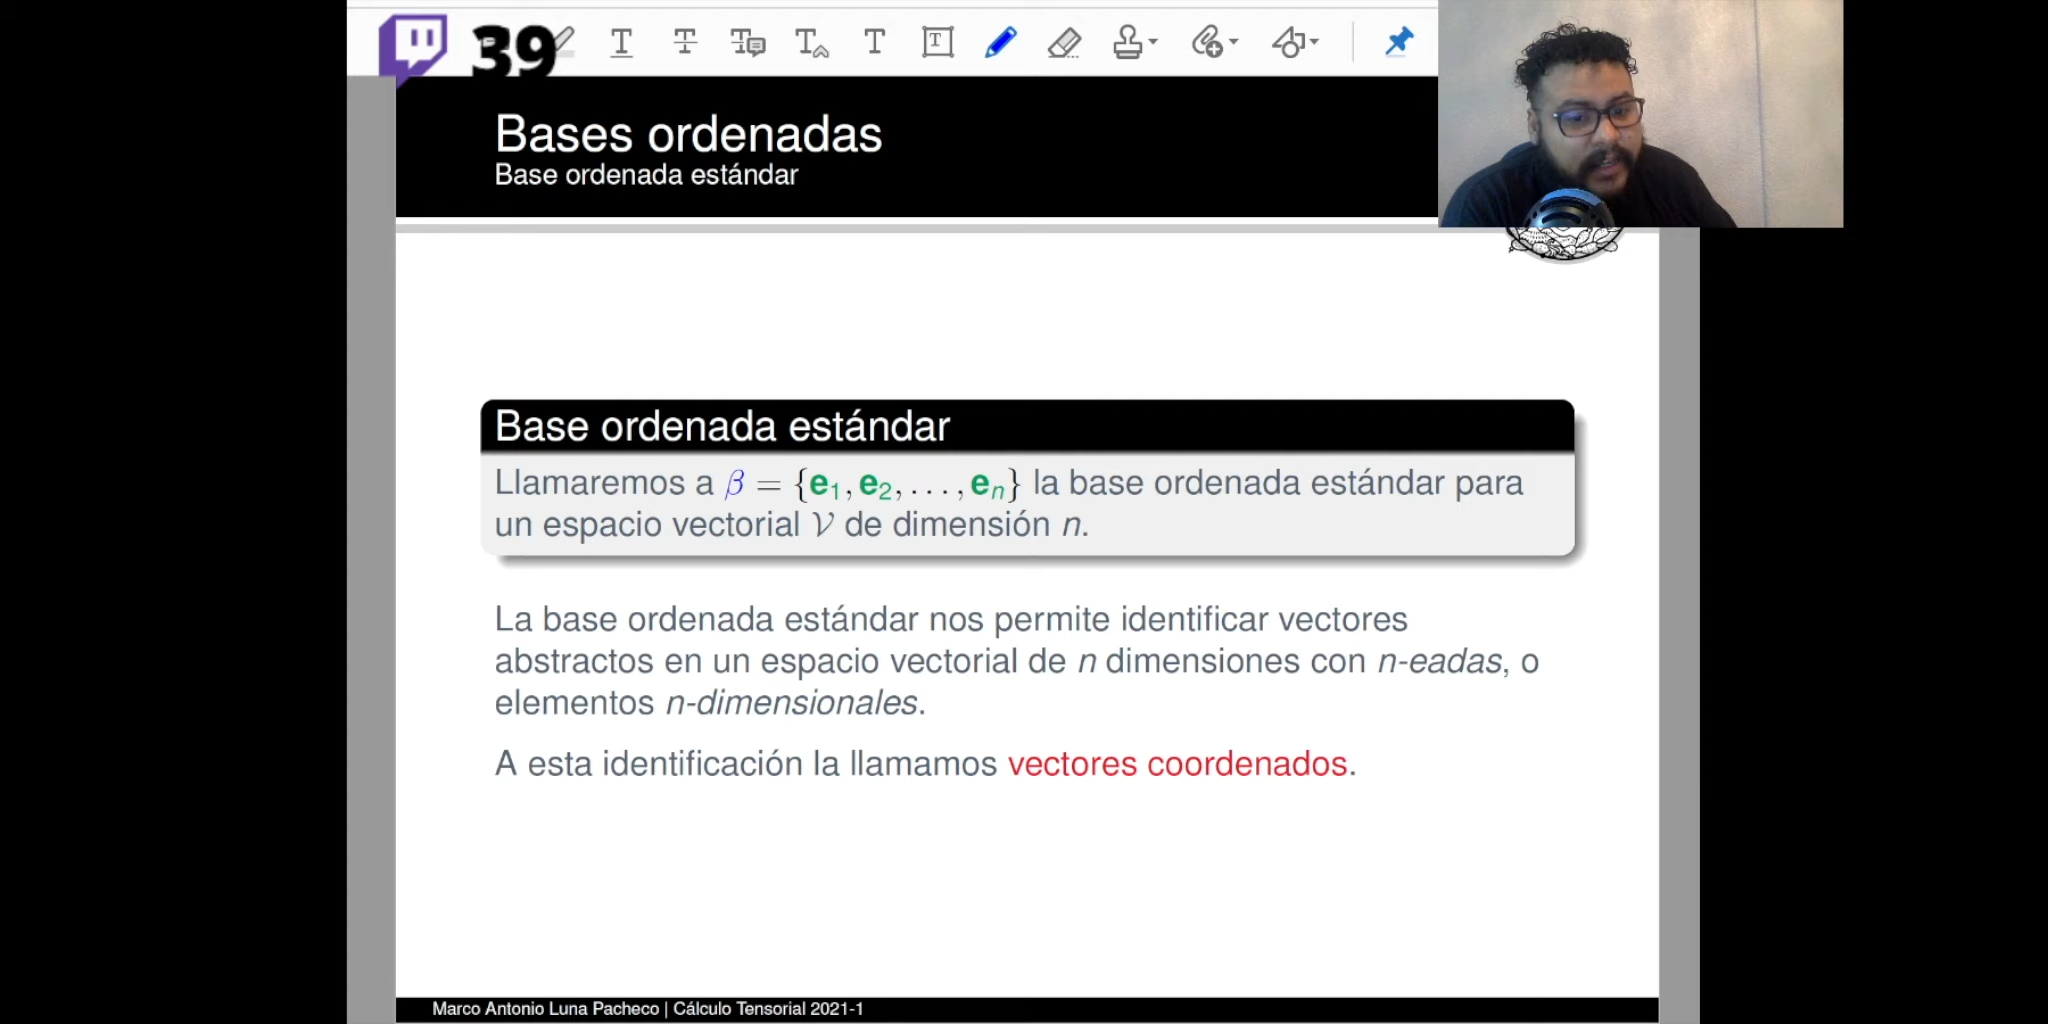 39
Bases ordenadas
Base ordenada estándar
Base ordenada estándar
Llamaremos a β = {e₁, e₂, . . . , eₙ} la base ordenada estándar para
un espacio vectorial 𝒱 de dimensión n.
La base ordenada estándar nos permite identificar vectores
abstractos en un espacio vectorial de n dimensiones con n-eadas, o
elementos n-dimensionales.
A esta identificación la llamamos vectores coordenados.
Marco Antonio Luna Pacheco | Cálculo Tensorial 2021-1